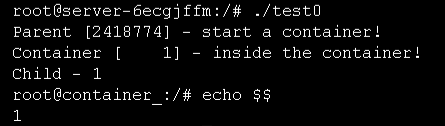 root@server-6ecgjffm:/# ./test0
Parent [2418774] - start a container!
Container [    1] - inside the container!
Child - 1
root@container_:/# echo $$
1